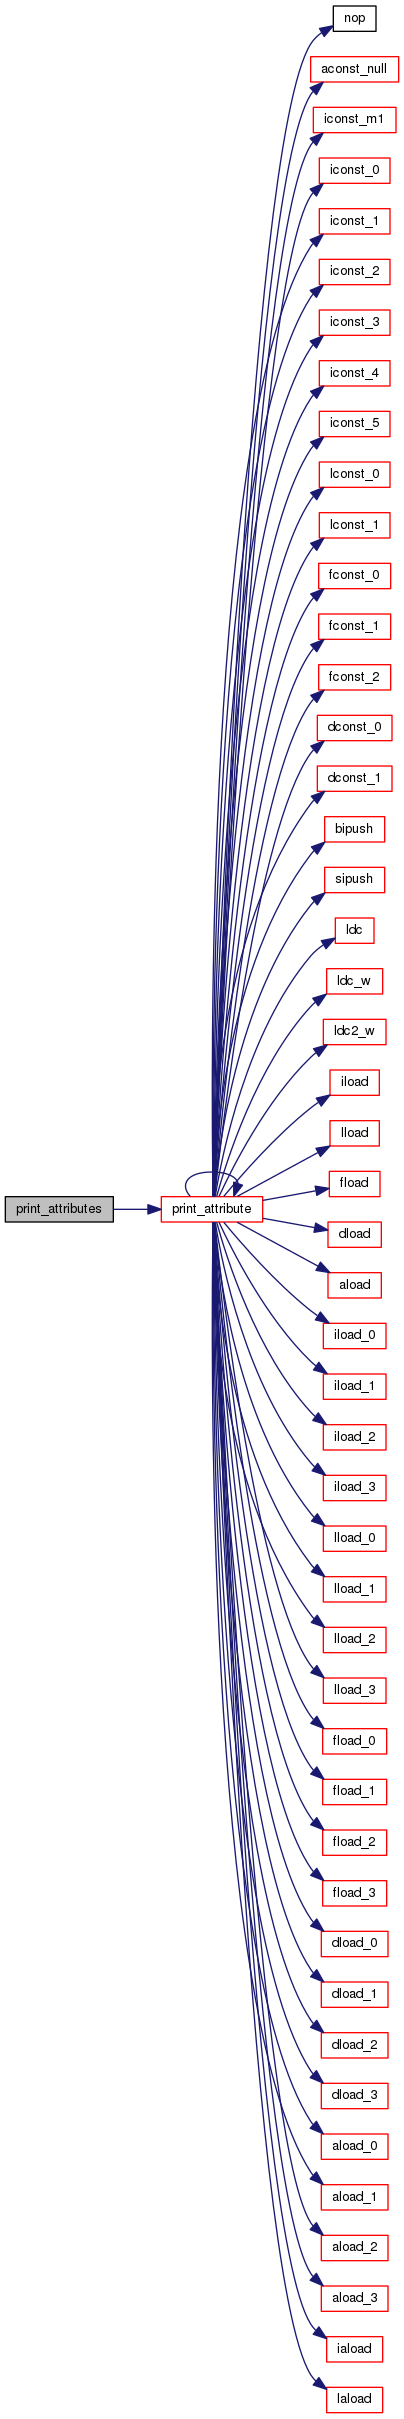 nop
aconst_null
iconst_m1
iconst_0
iconst_1
iconst_2
iconst_3
iconst_4
iconst_5
lconst_0
lconst_1
fconst_0
fconst_1
fconst_2
dconst_0
dconst_1
bipush
sipush
ldc
ldc_w
ldc2_w
iload
lload
fload
print_attributes
print_attribute
dload
aload
iload_0
iload_1
iload_2
iload_3
lload_0
lload_1
lload_2
lload_3
fload_0
fload_1
fload_2
fload_3
dload_0
dload_1
dload_2
dload_3
aload_0
aload_1
aload_2
aload_3
iaload
laload